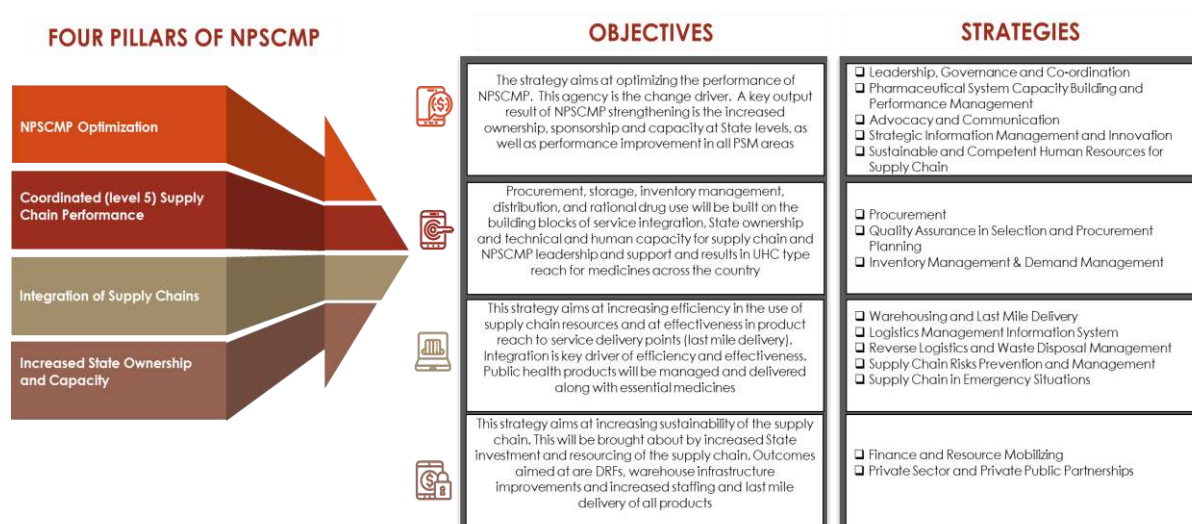 FOUR PILLARS OF NPSCMP
NPSCMP Optimization
Coordinated (level 5) Supply
Chain Performance
Integration of Supply Chains
Increased State Ownership
and Capacity
OBJECTIVES
The strategy aims at optimizing the performance of
NPSCMP. This agency is the change driver. A key output
result of NPSCMP strengthening is the increased
ownership, sponsorship and capacity at State levels, as
well as performance improvement in all PSM areas
Procurement, storage, inventory management,
distribution, and rational drug use will be built on the
building blocks of service integration, State ownership
and technical and human capacity for supply chain and
NPSCMP leadership and support and results in UHC type
reach for medicines across the country
This strategy aims at increasing efficiency in the use of
supply chain resources and at effectiveness in product
reach to service delivery points (last mile delivery).
Integration is key driver of efficiency and effectiveness.
Public health products will be managed and delivered
along with essential medicines
This strategy aims at increasing sustainability of the supply
chain. This will be brought about by increased State
investment and resourcing of the supply chain. Outcomes
aimed at are DRFs, warehouse infrastructure
improvements and increased staffing and last mile
delivery of all products
STRATEGIES
❑ Leadership, Governance and Co-ordination
❑ Pharmaceutical System Capacity Building and
Performance Management
❑ Advocacy and Communication
❑ Strategic Information Management and Innovation
❑ Sustainable and Competent Human Resources for
Supply Chain
❑ Procurement
❑ Quality Assurance in Selection and Procurement
Planning
❑ Inventory Management & Demand Management
❑ Warehousing and Last Mile Delivery
❑ Logistics Management Information System
❑ Reverse Logistics and Waste Disposal Management
❑ Supply Chain Risks Prevention and Management
❑ Supply Chain in Emergency Situations
❑ Finance and Resource Mobilizing
❑ Private Sector and Private Public Partnerships